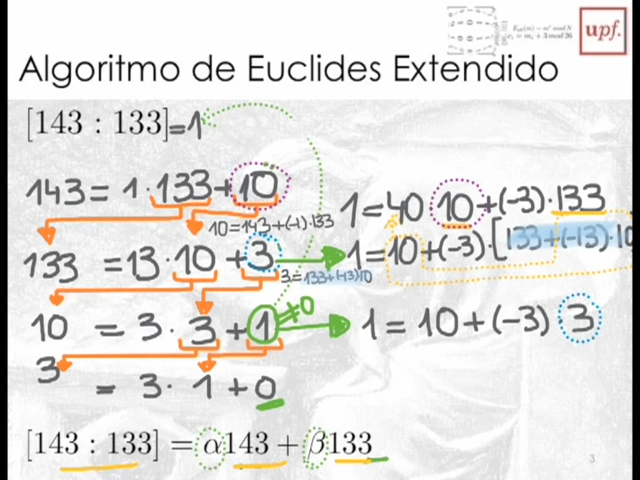 upf.
Algoritmo de Euclides Extendido
[143 : 133]=1
143= 1·133+10
10=143+(-1)·133
1=40 10+(-3)·133
133 =13·10 +3
3=133+(-13)10
1=10+(-3)·[133+(-13)·10
10 = 3· 3+1
≠0
1= 10+(-3) 3
3
= 3· 1+0
[143 : 133] = α143 + β133
3